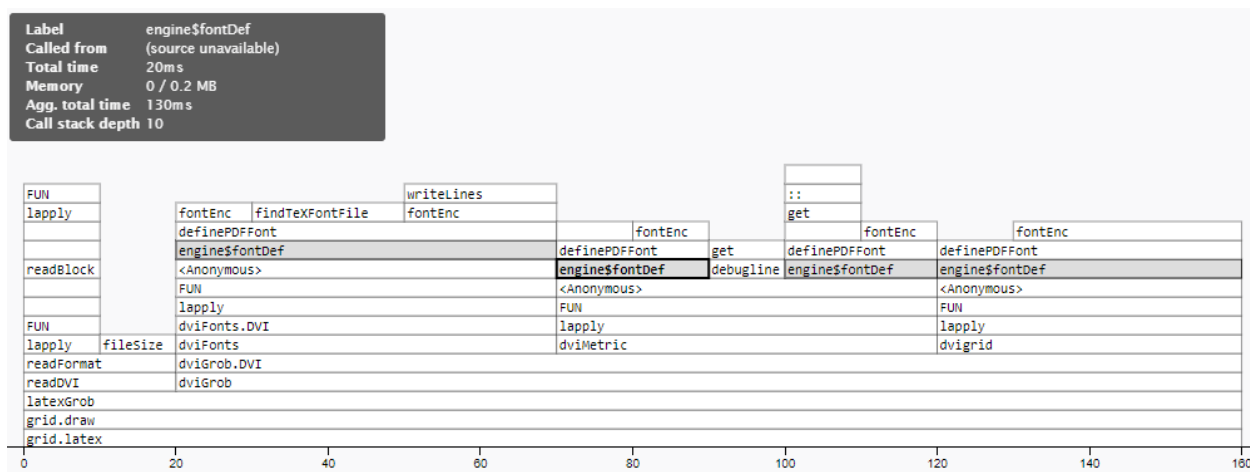 Label engine$fontDef
Called from (source unavailable)
Total time 20ms
Memory 0 / 0.2 MB
Agg. total time 130ms
Call stack depth 10
FUN writeLines ::
lapply fontEnc findTeXFontFile fontEnc get
definePDFFont fontEnc fontEnc fontEnc
engine$fontDef definePDFFont get definePDFFont definePDFFont
readBlock <Anonymous> engine$fontDef debugline engine$fontDef engine$fontDef
FUN <Anonymous> <Anonymous>
lapply FUN FUN
FUN dviFonts.DVI lapply lapply
lapply fileSize dviFonts dviMetric dvigrid
readFormat dviGrob.DVI
readDVI dviGrob
latexGrob
grid.draw
grid.latex
0 20 40 60 80 100 120 140 160